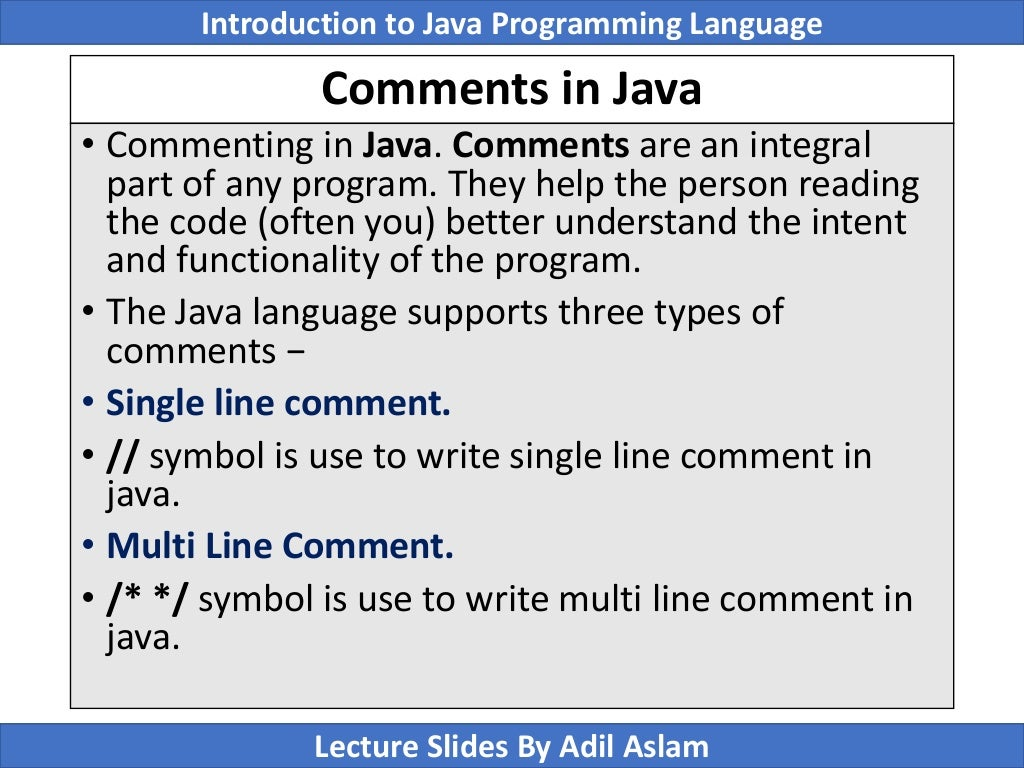 Introduction to Java Programming Language
Comments in Java
• Commenting in Java. Comments are an integral
part of any program. They help the person reading
the code (often you) better understand the intent
and functionality of the program.
• The Java language supports three types of
comments −
• Single line comment.
• // symbol is use to write single line comment in
java.
• Multi Line Comment.
• /* */ symbol is use to write multi line comment in
java.
Lecture Slides By Adil Aslam